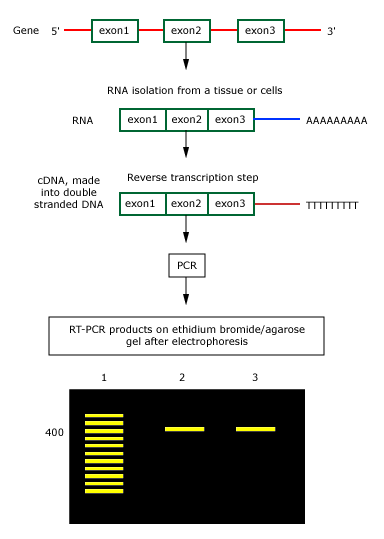 Gene 5' exon1 exon2 exon3 3'
RNA isolation from a tissue or cells
RNA exon1 exon2 exon3 AAAAAAAAA
Reverse transcription step
cDNA, made
into double
stranded DNA
exon1 exon2 exon3 TTTTTTTTT
PCR
RT-PCR products on ethidium bromide/agarose
gel after electrophoresis
1 2 3
400